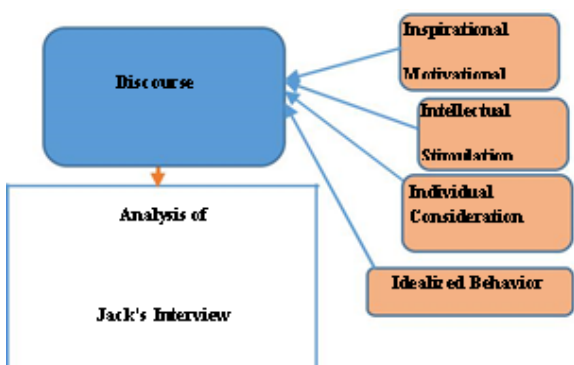 Discourse
Inspirational
Motivational
Intellectual
Stimulation
Individual
Consideration
Idealized Behavior
Analysis of
Jack's Interview